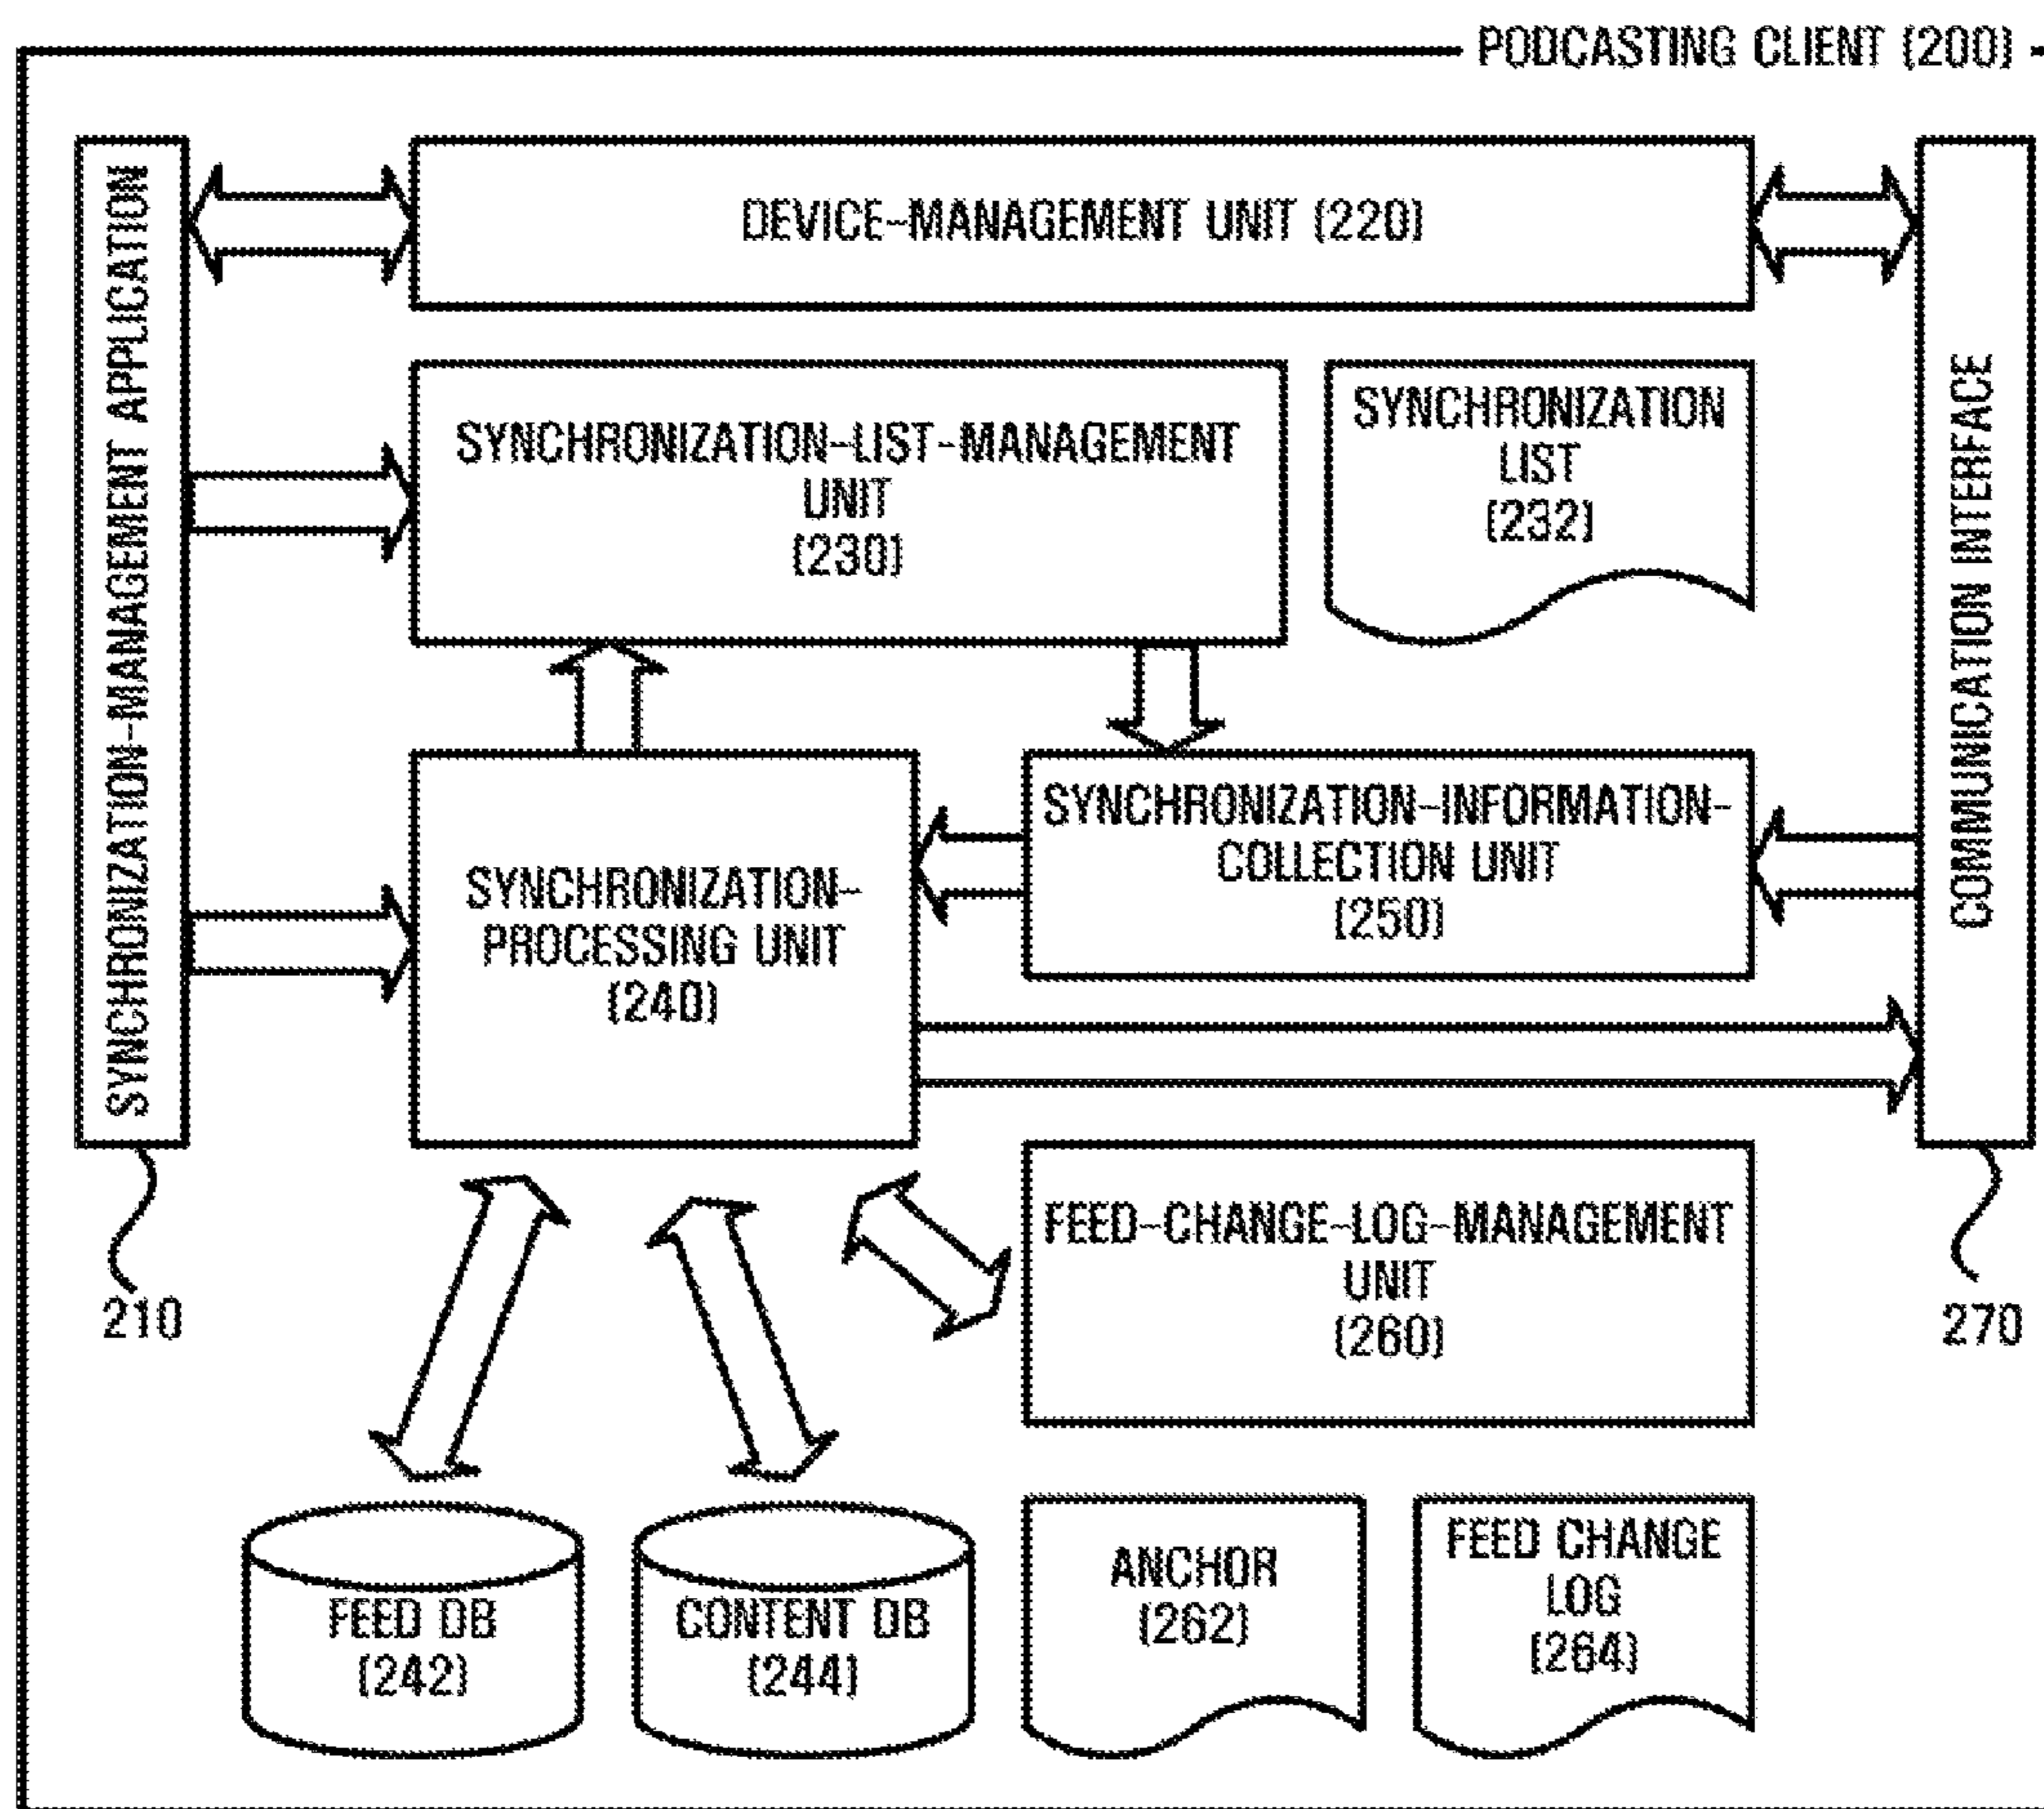 PODCASTING CLIENT (200)
SYNCHRONIZATION-MANAGEMENT APPLICATION
DEVICE-MANAGEMENT UNIT (220)
COMMUNICATION INTERFACE
SYNCHRONIZATION-LIST-MANAGEMENT
UNIT
(230)
SYNCHRONIZATION
LIST
(232)
SYNCHRONIZATION-
PROCESSING UNIT
(240)
SYNCHRONIZATION-INFORMATION-
COLLECTION UNIT
(250)
210
FEED-CHANGE-LOG-MANAGEMENT
UNIT
(260)
270
FEED DB
(242)
CONTENT DB
(244)
ANCHOR
(262)
FEED CHANGE
LOG
(264)